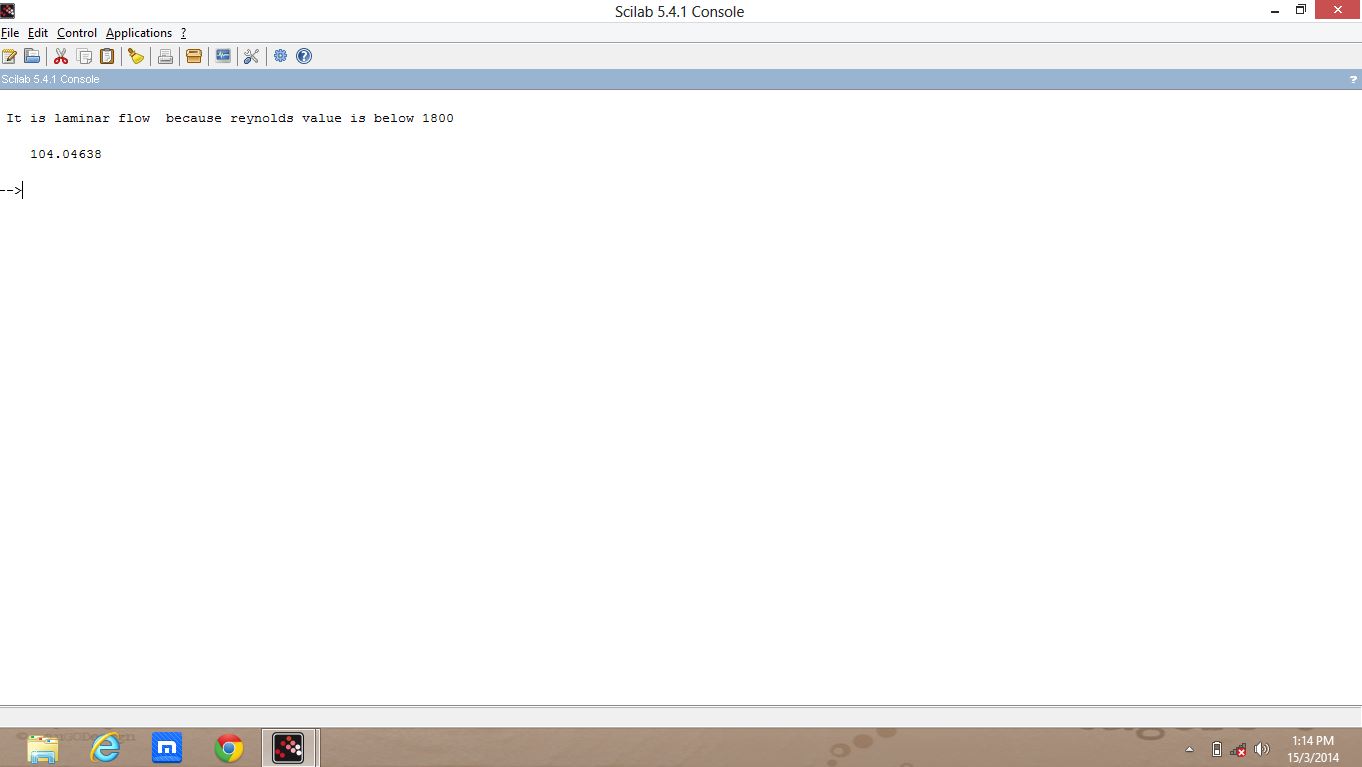 Scilab 5.4.1 Console
File Edit Control Applications ?
Scilab 5.4.1 Console ?
It is laminar flow  because reynolds value is below 1800
104.04638
-->
1:14 PM
15/3/2014